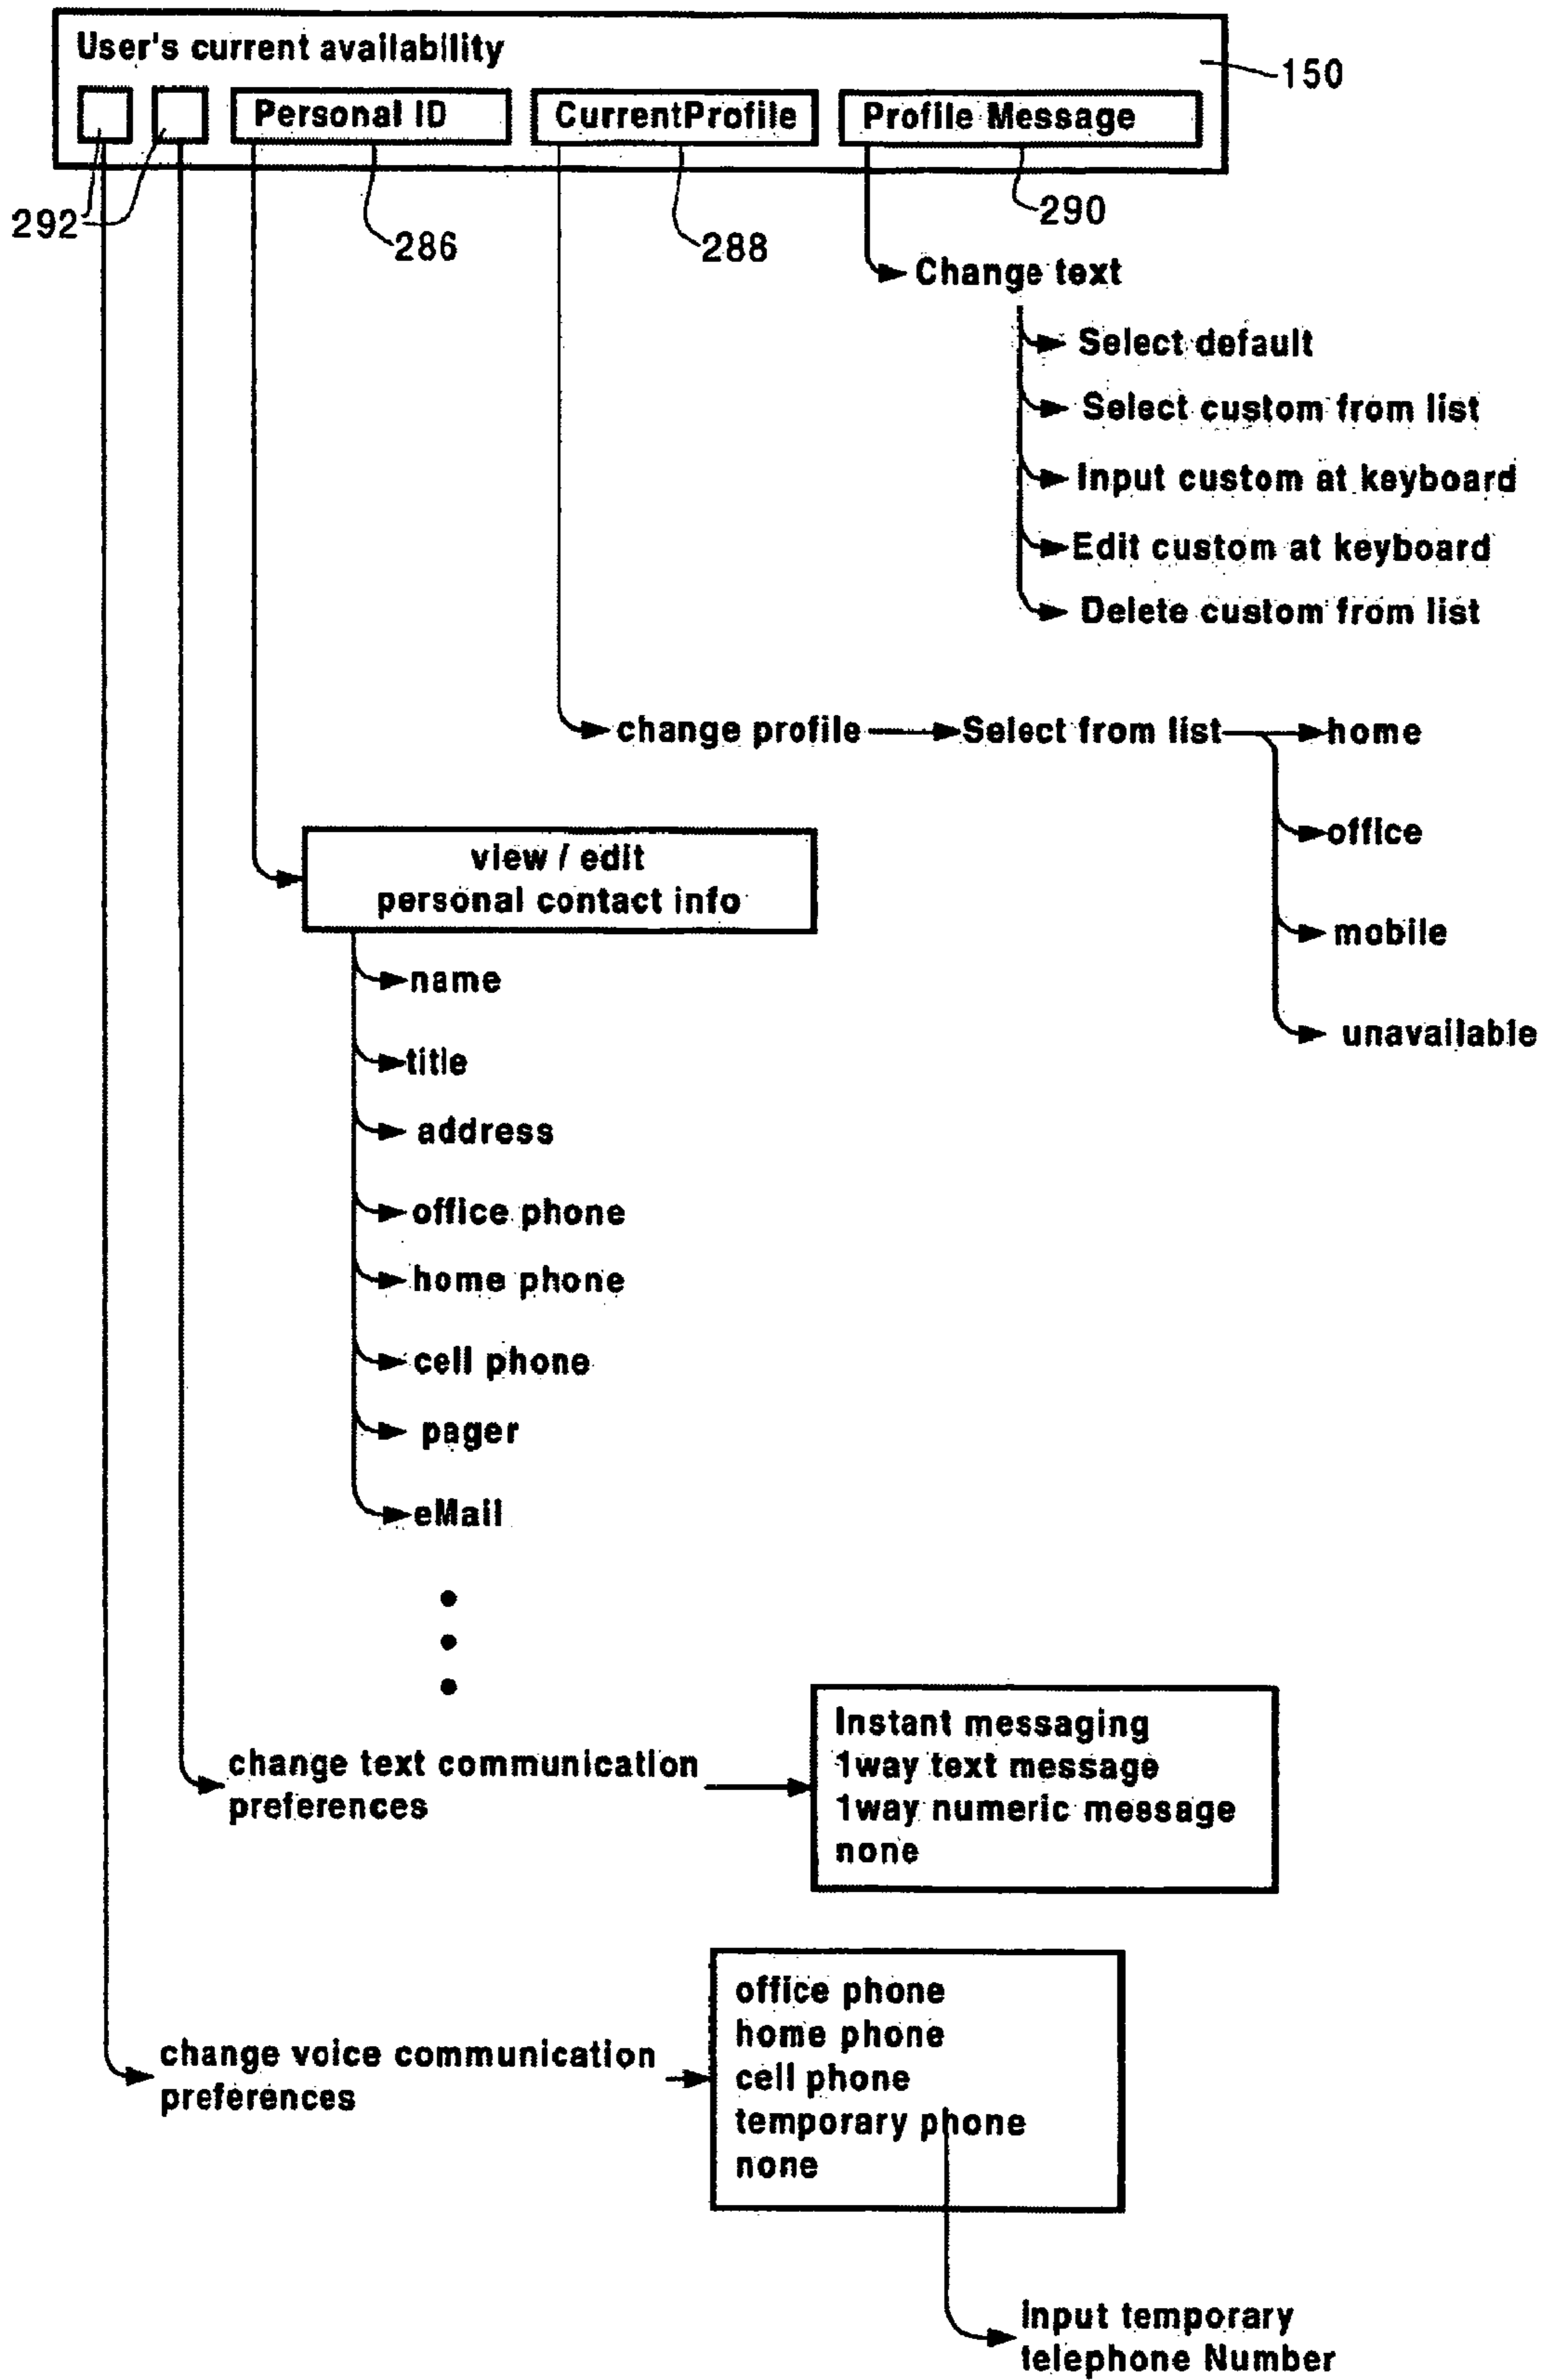 User's current availability
150
Personal ID
CurrentProfile
Profile Message
292
286
288
290
Change text
Select default
Select custom from list
Input custom at keyboard
Edit custom at keyboard
Delete custom from list
change profile
Select from list
home
office
mobile
unavailable
view / edit
personal contact info
name
title
address
office phone
home phone
cell phone
pager
eMail
change text communication
preferences
Instant messaging
1way text message
1way numeric message
none
change voice communication
preferences
office phone
home phone
cell phone
temporary phone
none
Input temporary
telephone Number